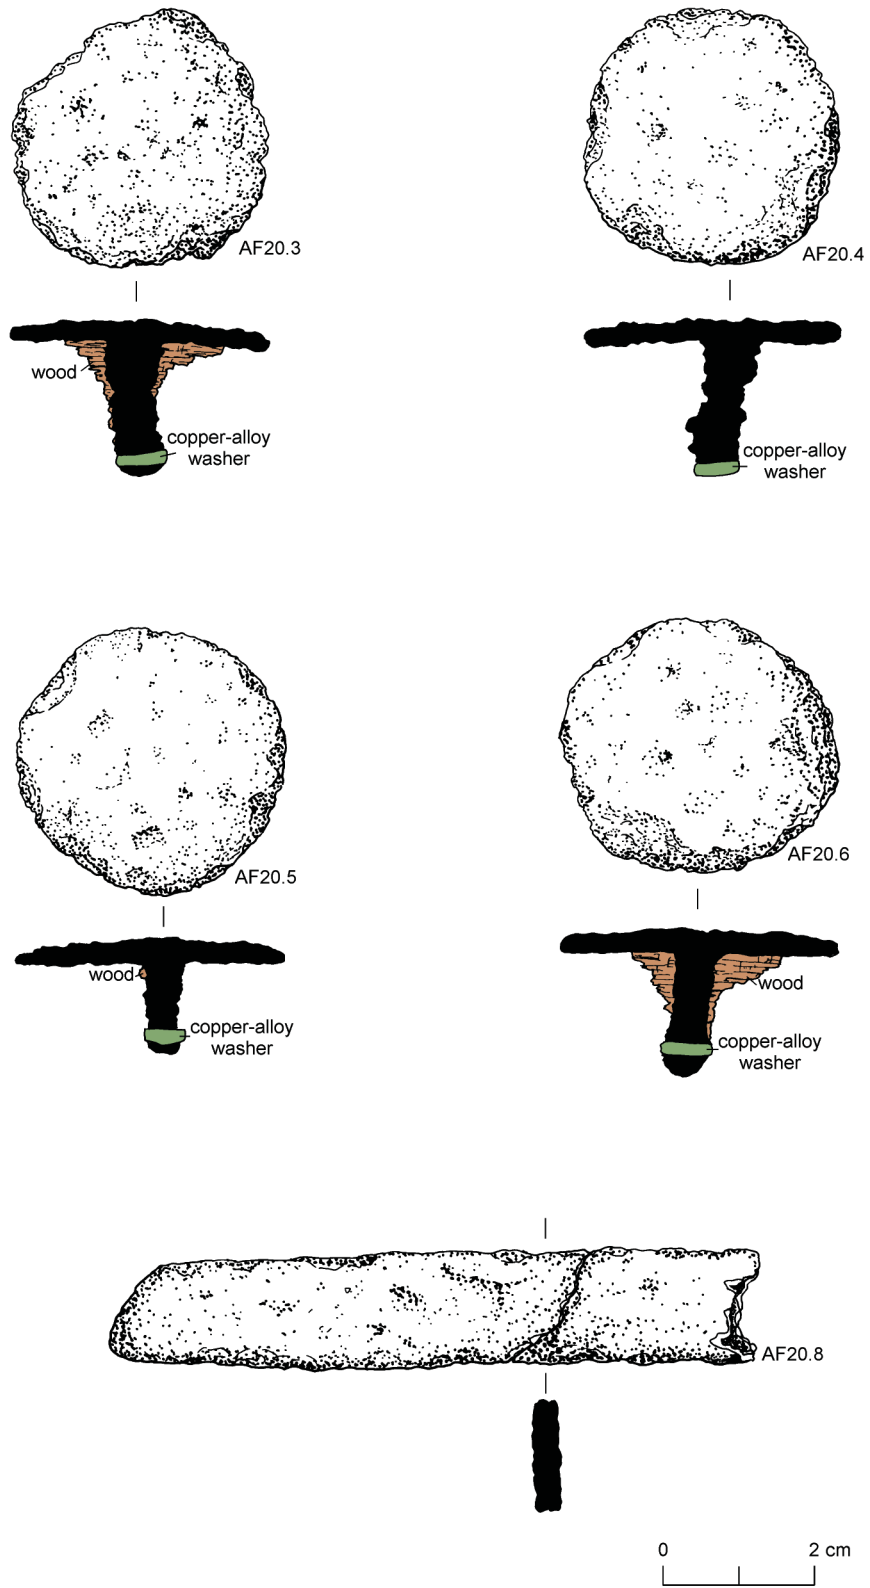 AF20.3
AF20.4
wood
copper-alloy
washer
copper-alloy
washer
AF20.5
AF20.6
wood
copper-alloy
washer
wood
copper-alloy
washer
AF20.8
0 2 cm